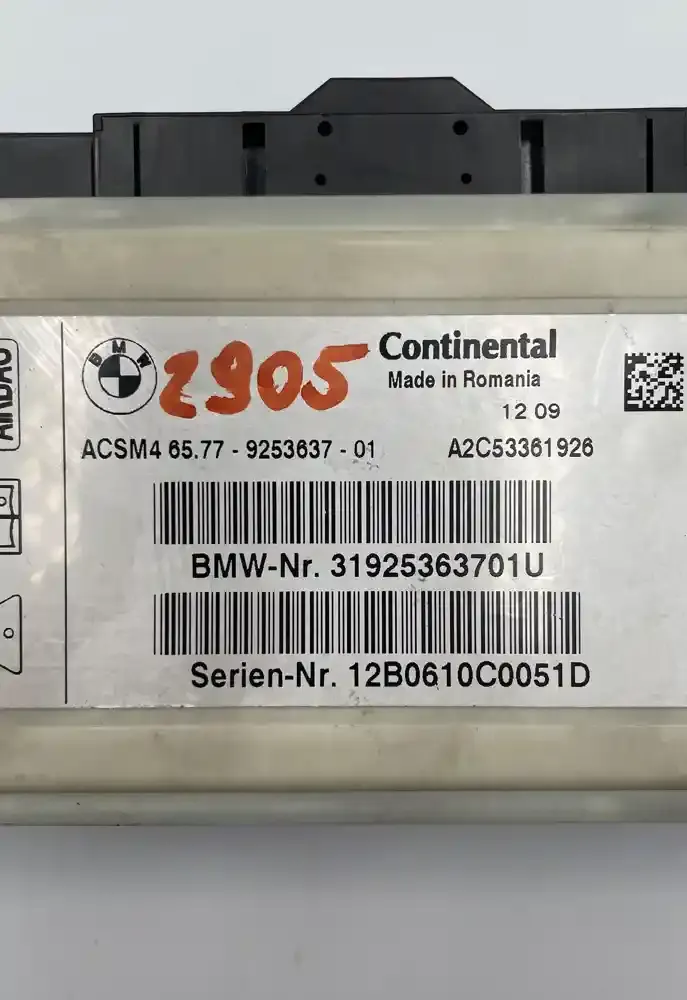 AIRBAG
BMW
2905
Continental
Made in Romania
12 09
ACSM4 65.77 - 9253637 - 01 A2C53361926
BMW-Nr. 31925363701U
Serien-Nr. 12B0610C0051D